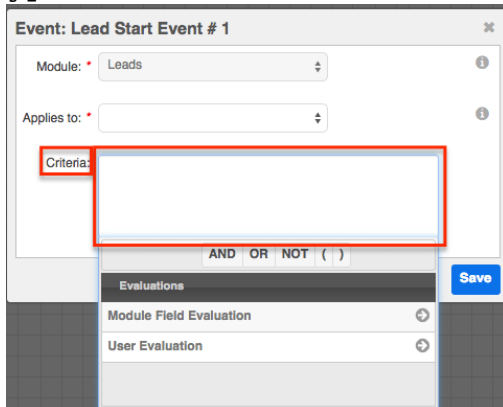 Event: Lead Start Event # 1
Module: * Leads
Applies to: *
Criteria:
AND OR NOT ( )
Evaluations
Save
Module Field Evaluation
User Evaluation